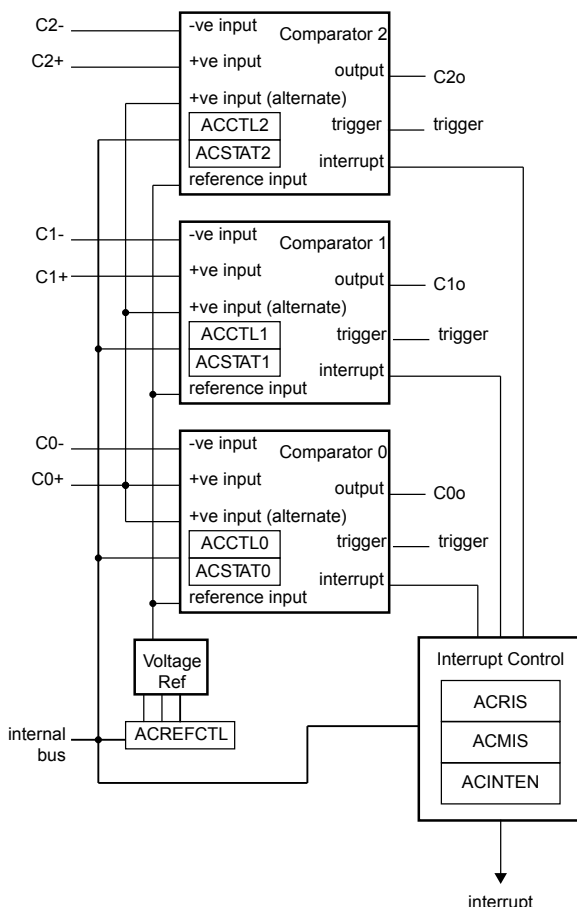 C2-
-ve input
Comparator 2
C2+
+ve input
output
C2o
+ve input (alternate)
ACCTL2
trigger
trigger
ACSTAT2
interrupt
reference input
C1-
-ve input
Comparator 1
C1+
+ve input
output
C1o
+ve input (alternate)
ACCTL1
trigger
trigger
ACSTAT1
interrupt
reference input
C0-
-ve input
Comparator 0
C0+
+ve input
output
C0o
+ve input (alternate)
ACCTL0
trigger
trigger
ACSTAT0
interrupt
reference input
Voltage
Ref
Interrupt Control
ACRIS
internal
bus
ACREFCTL
ACMIS
ACINTEN
interrupt